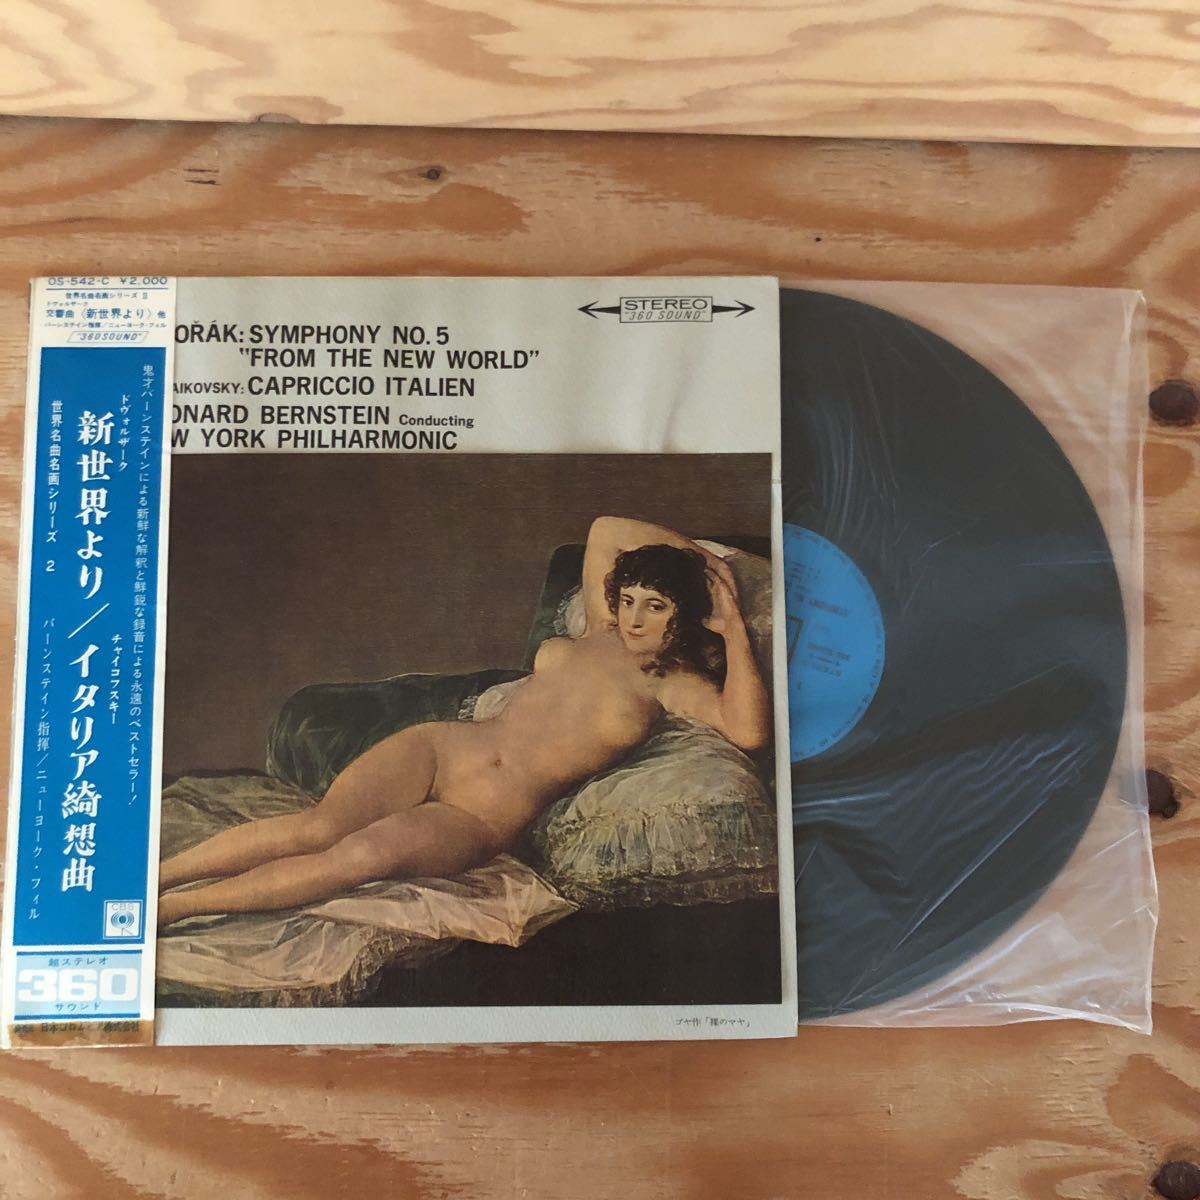 OS-542-C ¥2,000
世界名曲名画シリーズ II
ドヴォルザーク
交響曲〈新世界より〉他
バーンステイン指揮/ニューヨーク・フィル
"360 SOUND"
鬼才バーンステインによる新鮮な解釈と鮮鋭な録音による永遠のベストセラー!
ドヴォルザーク
チャイコフスキー
新世界より/イタリア綺想曲
世界名曲名画シリーズ 2
バーンステイン指揮/ニューヨーク・フィル
CBS
超ステレオ
360
サウンド
日本コロムビア株式会社
STEREO
"360 SOUND"
OŘÁK: SYMPHONY NO. 5
"FROM THE NEW WORLD"
AIKOVSKY: CAPRICCIO ITALIEN
ONARD BERNSTEIN Conducting
W YORK PHILHARMONIC
ゴヤ作「裸のマヤ」